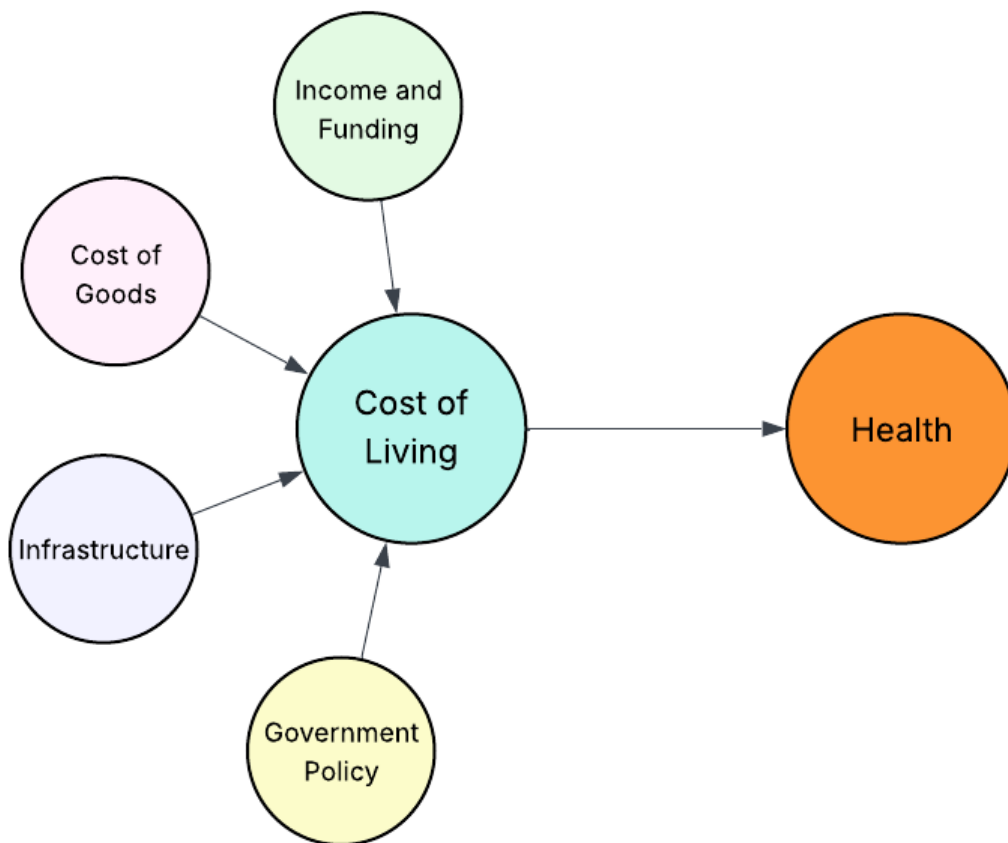 Income and
Funding
Cost of
Goods
Cost of
Living
Health
Infrastructure
Government
Policy